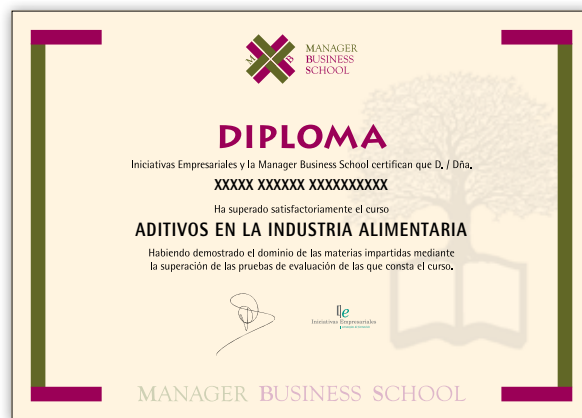 M B
MANAGER
BUSINESS
SCHOOL
DIPLOMA
Iniciativas Empresariales y la Manager Business School certifican que D. / Dña.
XXXXX XXXXXX XXXXXXXXXX
Ha superado satisfactoriamente el curso
ADITIVOS EN LA INDUSTRIA ALIMENTARIA
Habiendo demostrado el dominio de las materias impartidas mediante
la superación de las pruebas de evaluación de las que consta el curso.
Iniciativas Empresariales
MANAGER BUSINESS SCHOOL